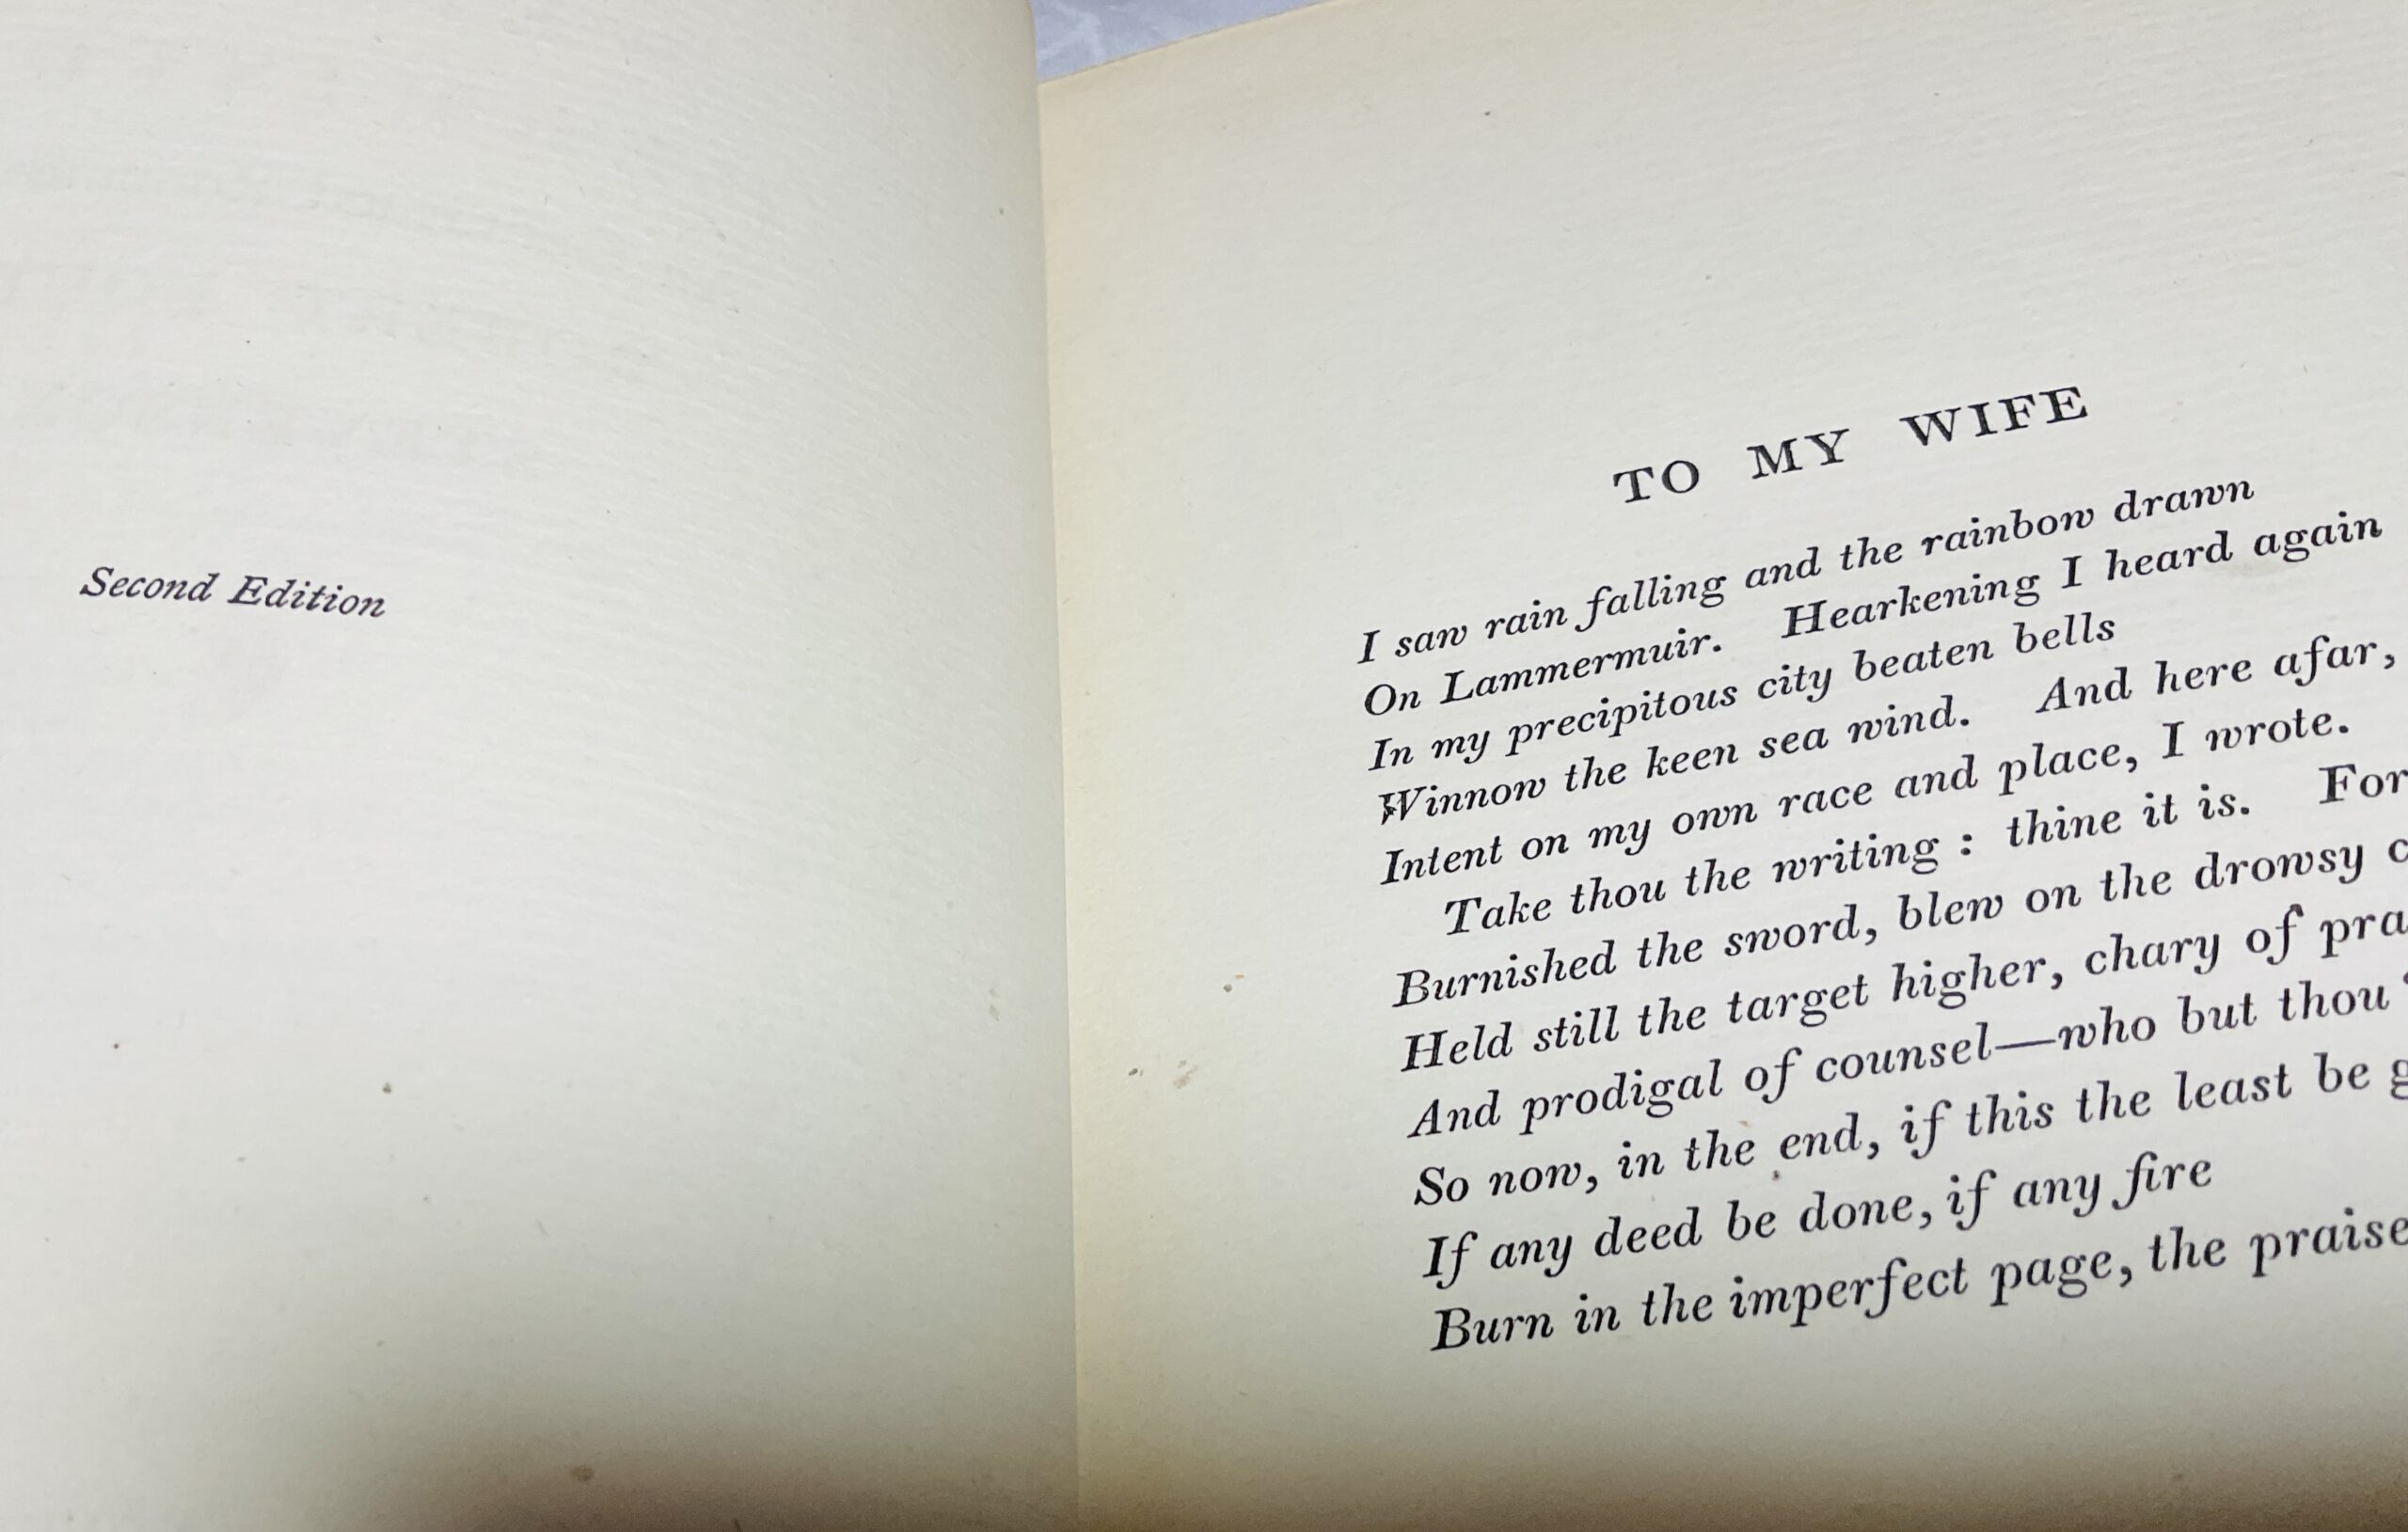 Second Edition
TO MY WIFE
I saw rain falling and the rainbow drawn
On Lammermuir. Hearkening I heard again
In my precipitous city beaten bells
Winnow the keen sea wind. And here afar,
Intent on my own race and place, I wrote.
Take thou the writing : thine it is. For
Burnished the sword, blew on the drowsy
Held still the target higher, chary of
And prodigal of counsel—who but thou
So now, in the end, if this the least be
If any deed be done, if any fire
Burn in the imperfect page, the praise